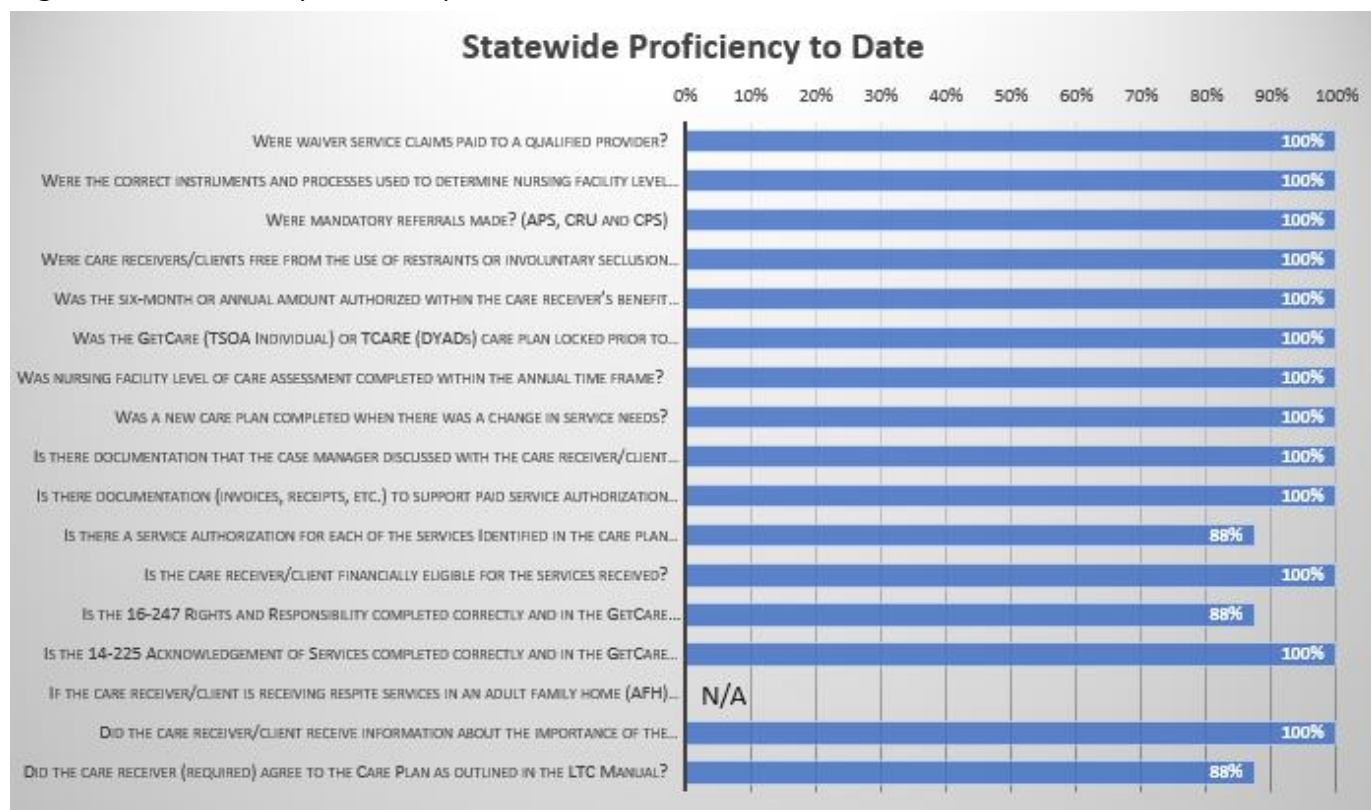 Statewide Proficiency to Date
0% 10% 20% 30% 40% 50% 60% 70% 80% 90% 100%
WERE WAIVER SERVICE CLAIMS PAID TO A QUALIFIED PROVIDER? 100%
WERE THE CORRECT INSTRUMENTS AND PROCESSES USED TO DETERMINE NURSING FACILITY LEVEL... 100%
WERE MANDATORY REFERRALS MADE? (APS, CRU AND CPS) 100%
WERE CARE RECEIVERS/CLIENTS FREE FROM THE USE OF RESTRAINTS OR INVOLUNTARY SECLUSION... 100%
WAS THE SIX-MONTH OR ANNUAL AMOUNT AUTHORIZED WITHIN THE CARE RECEIVER'S BENEFIT... 100%
WAS THE GETCARE (TSOA INDIVIDUAL) OR TCARE (DYADS) CARE PLAN LOCKED PRIOR TO... 100%
WAS NURSING FACILITY LEVEL OF CARE ASSESSMENT COMPLETED WITHIN THE ANNUAL TIME FRAME? 100%
WAS A NEW CARE PLAN COMPLETED WHEN THERE WAS A CHANGE IN SERVICE NEEDS? 100%
IS THERE DOCUMENTATION THAT THE CASE MANAGER DISCUSSED WITH THE CARE RECEIVER/CLIENT... 100%
IS THERE DOCUMENTATION (INVOICES, RECEIPTS, ETC.) TO SUPPORT PAID SERVICE AUTHORIZATION... 100%
IS THERE A SERVICE AUTHORIZATION FOR EACH OF THE SERVICES IDENTIFIED IN THE CARE PLAN... 88%
IS THE CARE RECEIVER/CLIENT FINANCIALLY ELIGIBLE FOR THE SERVICES RECEIVED? 100%
IS THE 16-247 RIGHTS AND RESPONSIBILITY COMPLETED CORRECTLY AND IN THE GETCARE... 88%
IS THE 14-225 ACKNOWLEDGEMENT OF SERVICES COMPLETED CORRECTLY AND IN THE GETCARE... 100%
IF THE CARE RECEIVER/CLIENT IS RECEIVING RESPITE SERVICES IN AN ADULT FAMILY HOME (AFH)... N/A
DID THE CARE RECEIVER/CLIENT RECEIVE INFORMATION ABOUT THE IMPORTANCE OF THE... 100%
DID THE CARE RECEIVER (REQUIRED) AGREE TO THE CARE PLAN AS OUTLINED IN THE LTC MANUAL? 88%